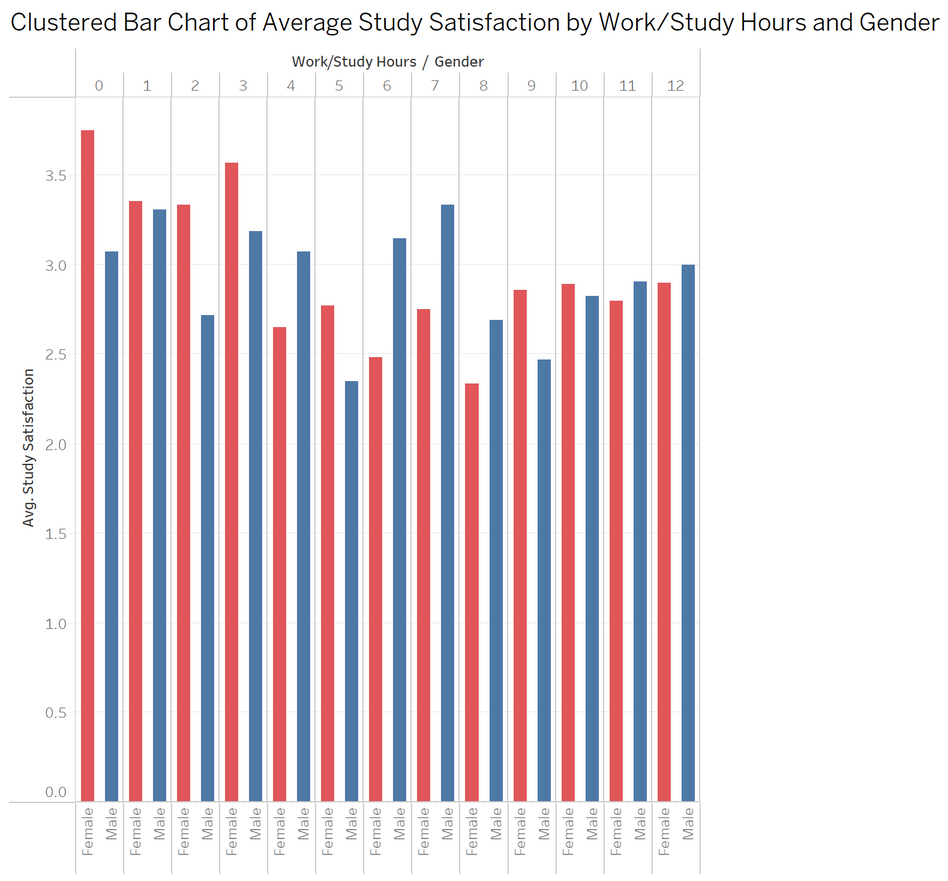 Clustered Bar Chart of Average Study Satisfaction by Work/Study Hours and Gender
Work/Study Hours / Gender
0 1 2 3 4 5 6 7 8 9 10 11 12
Avg. Study Satisfaction
3.5
3.0
2.5
2.0
1.5
1.0
0.5
0.0
Female Male Female Male Female Male Female Male Female Male Female Male Female Male Female Male Female Male Female Male Female Male Female Male Female Male